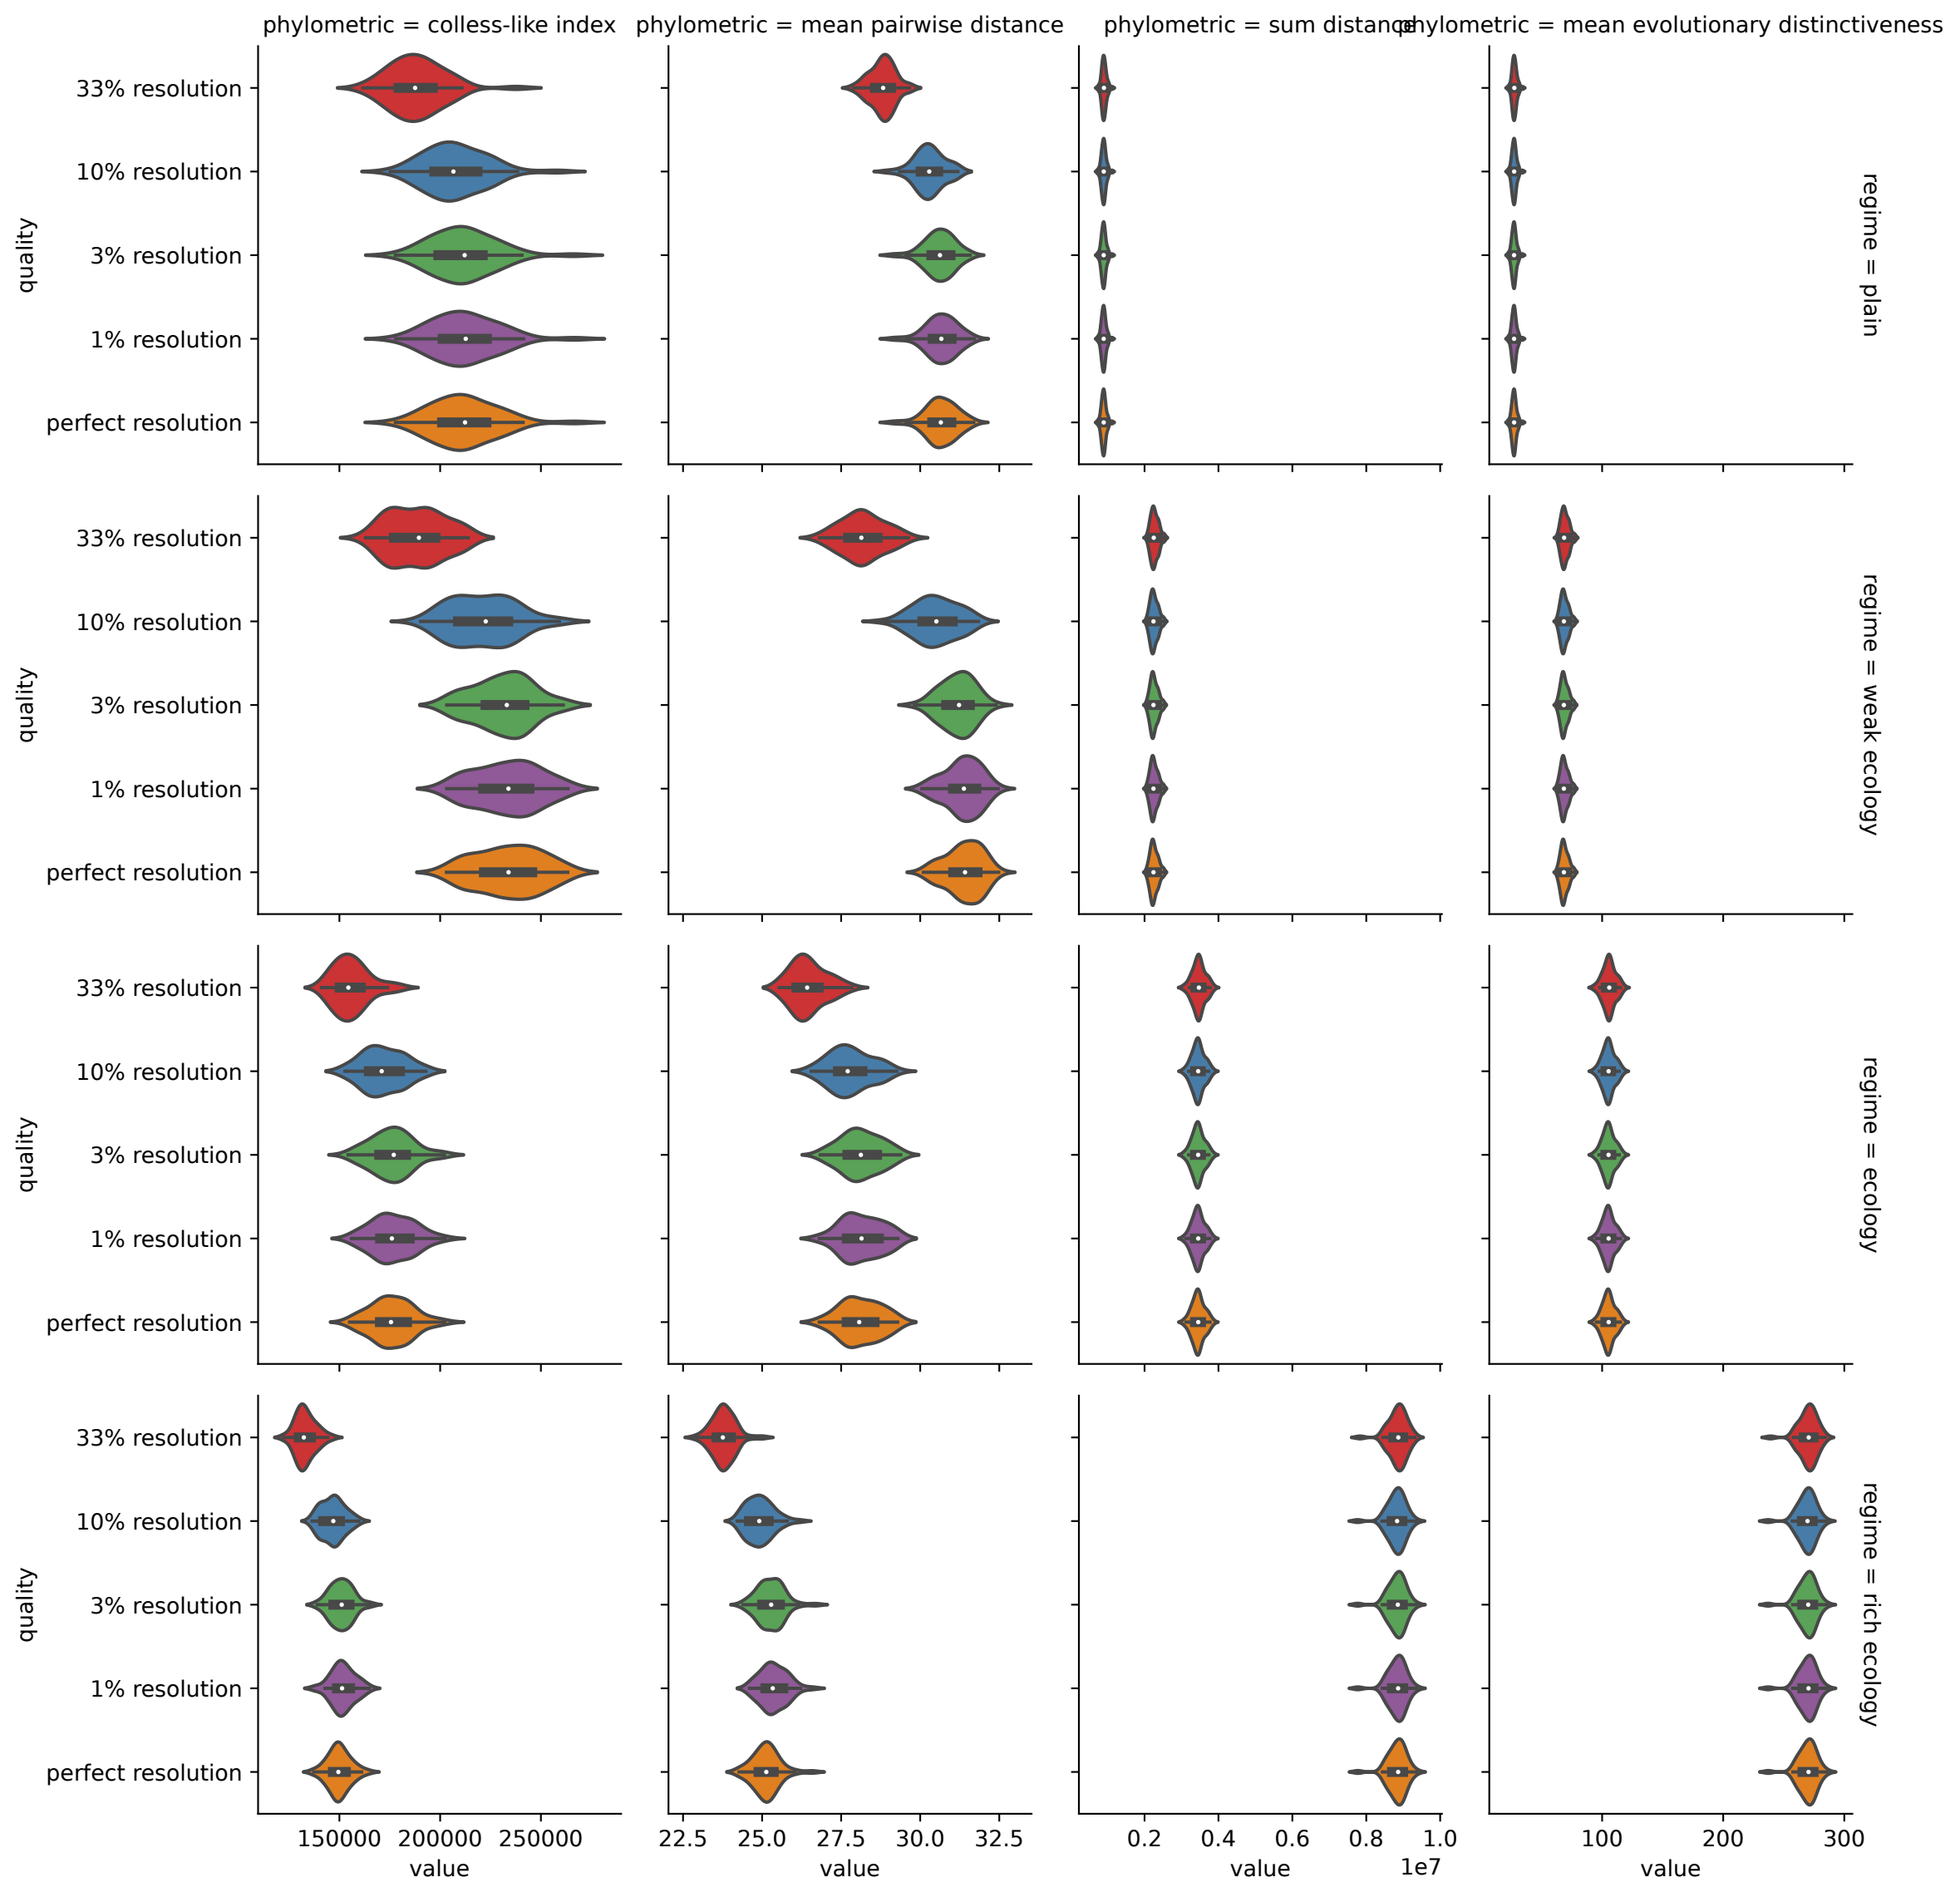 phylometric = colless-like index
phylometric = mean pairwise distance
phylometric = sum distance
phylometric = mean evolutionary distinctiveness
33% resolution
10% resolution
3% resolution
1% resolution
perfect resolution
quality
regime = plain
33% resolution
10% resolution
3% resolution
1% resolution
perfect resolution
quality
regime = weak ecology
33% resolution
10% resolution
3% resolution
1% resolution
perfect resolution
quality
regime = ecology
33% resolution
10% resolution
3% resolution
1% resolution
perfect resolution
quality
regime = rich ecology
150000 200000 250000
value
22.5 25.0 27.5 30.0 32.5
value
0.2 0.4 0.6 0.8 1.0
1e7
value
100 200 300
value